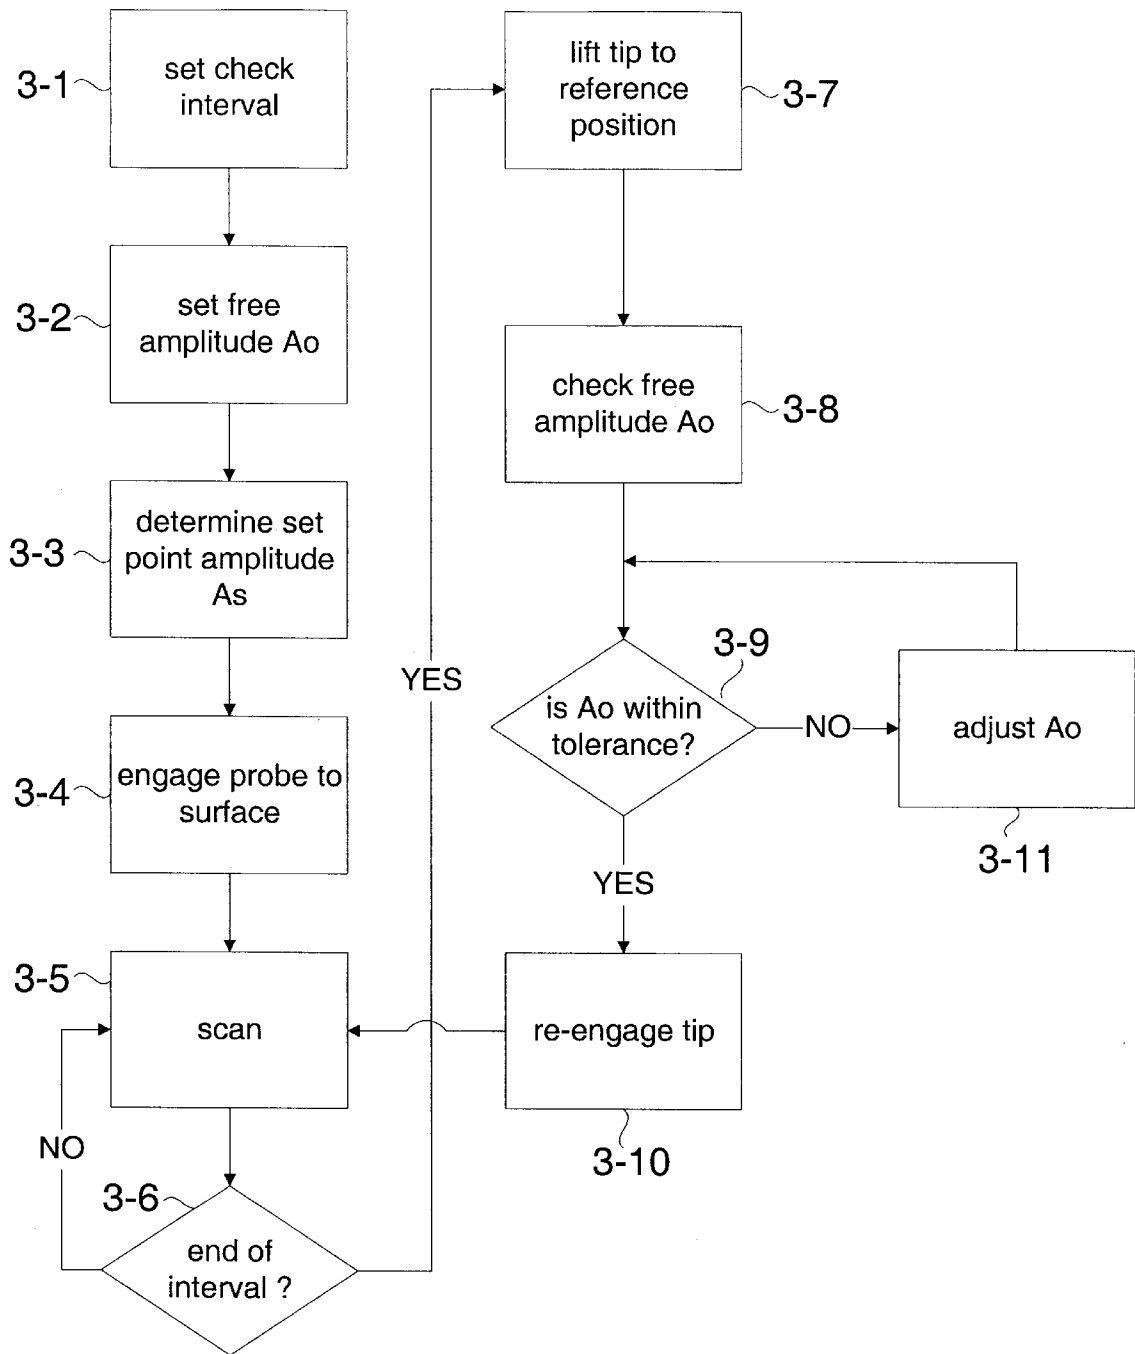 3-1
set check
interval
3-2
set free
amplitude Ao
3-3
determine set
point amplitude
As
3-4
engage probe to
surface
3-5
scan
NO
3-6
end of
interval ?
YES
lift tip to
reference
position
3-7
check free
amplitude Ao
3-8
3-9
is Ao within
tolerance?
NO
adjust Ao
3-11
YES
re-engage tip
3-10